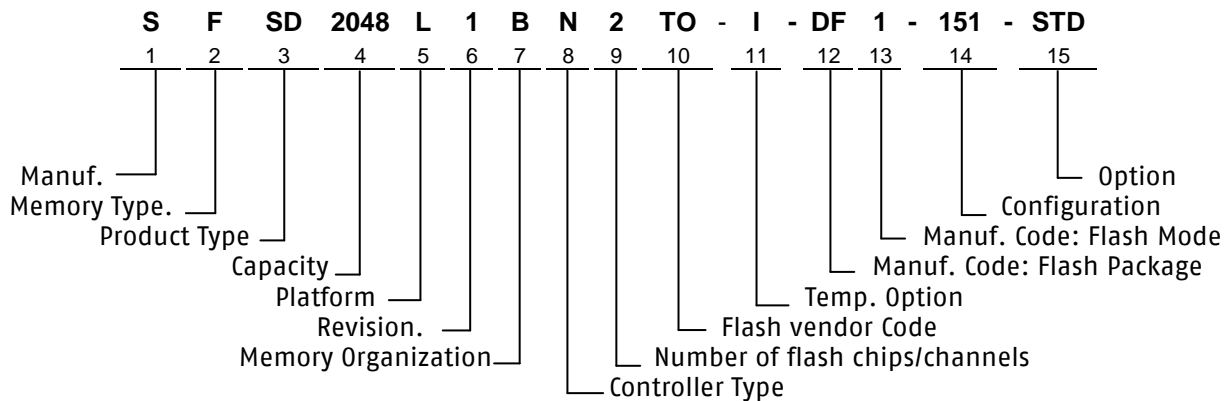 S F SD 2048 L 1 B N 2 TO - I - DF 1 - 151 - STD
1 2 3 4 5 6 7 8 9 10 11 12 13 14 15
Manuf. Option
Memory Type. Configuration
Product Type Manuf. Code: Flash Mode
Capacity Manuf. Code: Flash Package
Platform Temp. Option
Revision. Flash vendor Code
Memory Organization Number of flash chips/channels
Controller Type